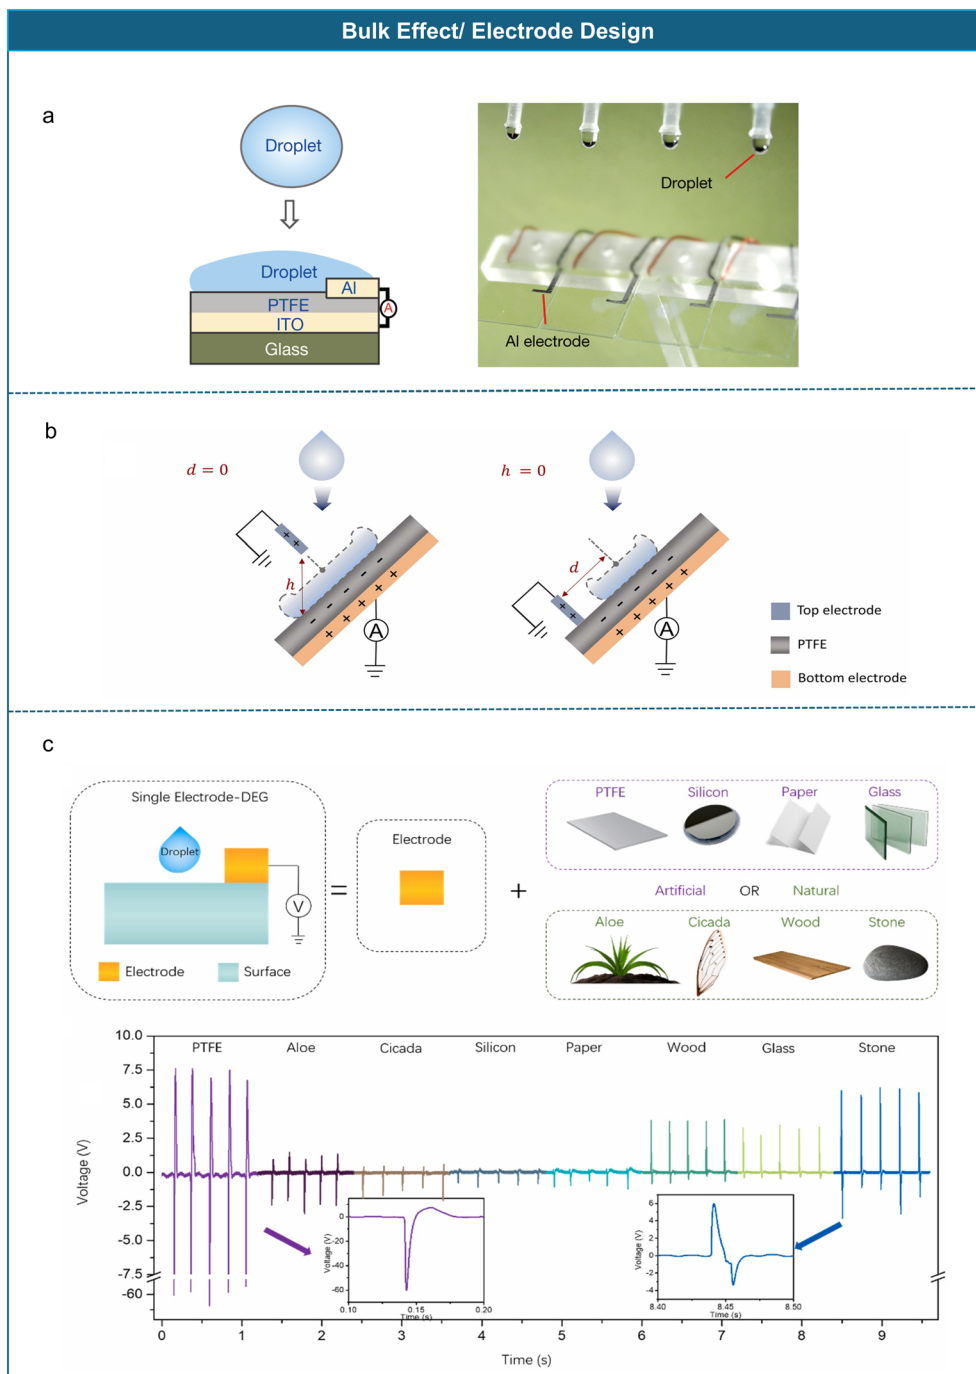 Bulk Effect/ Electrode Design
a
Droplet
Droplet
Al
PTFE
A
ITO
Glass
Droplet
Al electrode
b
d = 0
h
A
h = 0
d
A
Top electrode
PTFE
Bottom electrode
c
Single Electrode-DEG
Droplet
V
Electrode
Surface
=
Electrode
+
PTFE Silicon Paper Glass
Artificial OR Natural
Aloe Cicada Wood Stone
PTFE Aloe Cicada Silicon Paper Wood Glass Stone
Voltage (V)
10.0
7.5
5.0
2.5
0.0
-2.5
-5.0
-7.5
-60
Voltage (V)
0
-20
-40
-60
0.10 0.15 0.20
Time (s)
Voltage (V)
6
4
2
0
-2
-4
8.40 8.45 8.50
Time (s)
0 1 2 3 4 5 6 7 8 9
Time (s)